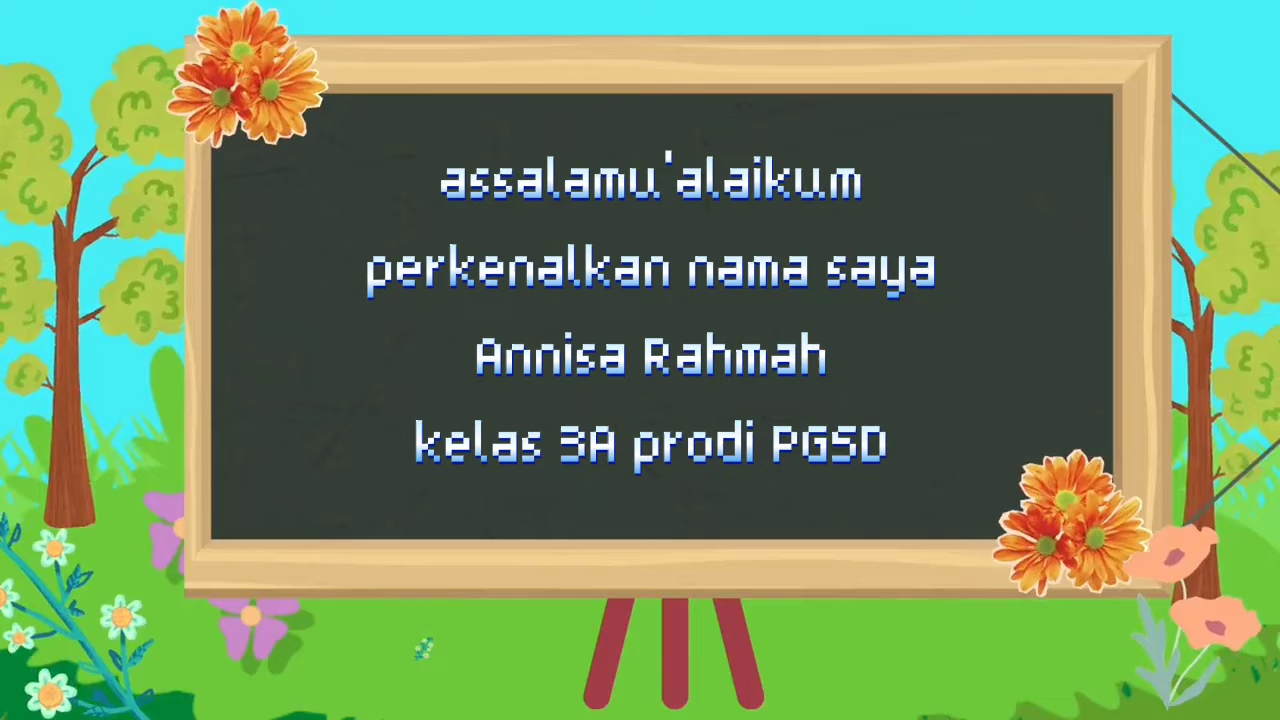 assalamu'alaikum
perkenalkan nama saya
Annisa Rahmah
kelas 3A prodi PGSD